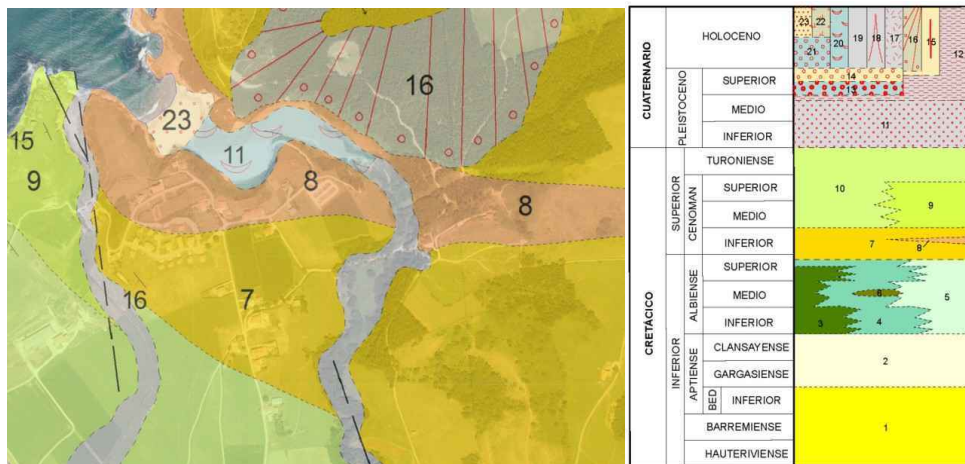 16
23
15
11
9
8
8
16
7
CUATERNARIO
HOLOCENO
23 22 20 19 18 17 16 15
21
12
14
PLEISTOCENO
SUPERIOR
13
MEDIO
11
INFERIOR
CRETÁCICO
SUPERIOR
TURONIENSE
10
CENOMAN
SUPERIOR
9
MEDIO
INFERIOR
7
8
INFERIOR
ALBIENSE
SUPERIOR
MEDIO
6
5
INFERIOR
3
4
APTIENSE
CLANSAYENSE
2
GARGASIENSE
BED
INFERIOR
BARREMIENSE
1
HAUTERIVIENSE